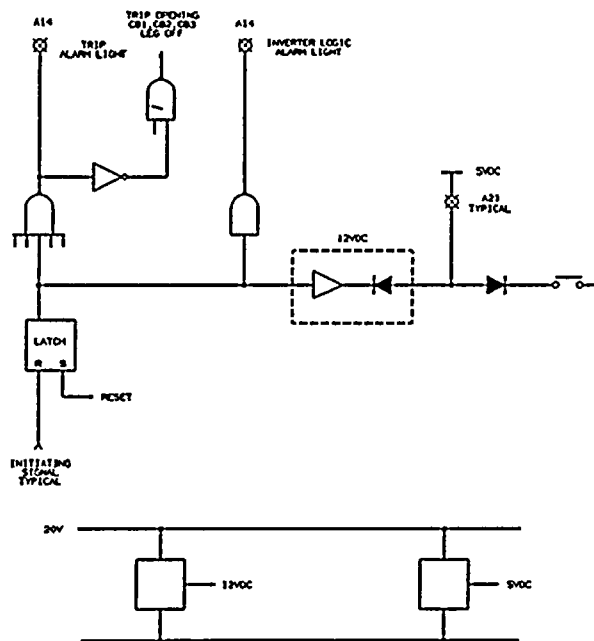 A14
TRIP
ALARM LIGHT
TRIP OPENING
CB1,CB2,CB3
LEG OFF
A14
INVERTER LOGIC
ALARM LIGHT
5VDC
A21
TYPICAL
12VDC
LATCH
R S
RESET
INITIATING
SIGNAL
TYPICAL
20V
12VDC
5VDC